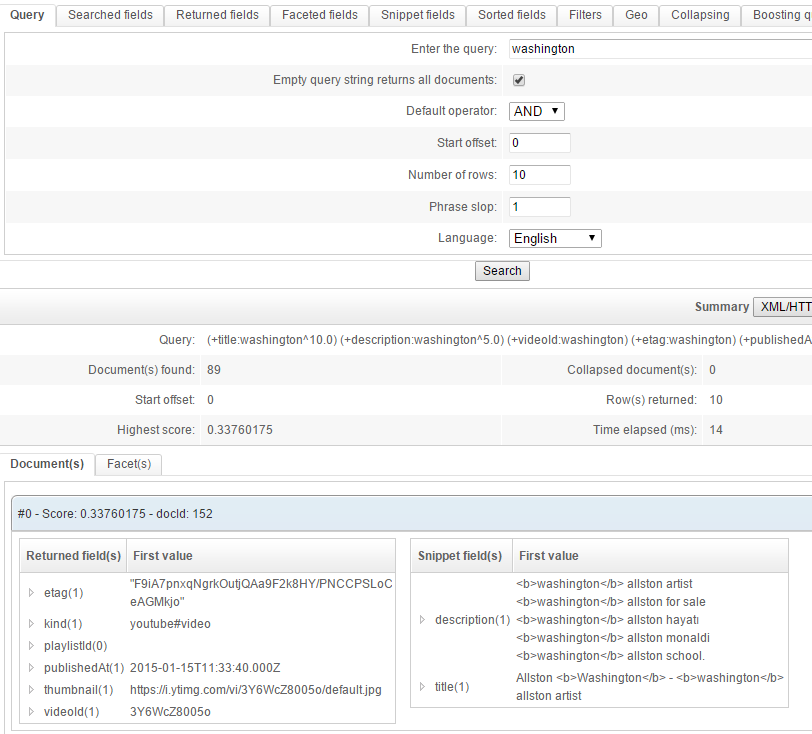 Query Searched fields Returned fields Faceted fields Snippet fields Sorted fields Filters Geo Collapsing Boosting q
Enter the query: washington
Empty query string returns all documents:
Default operator: AND
Start offset: 0
Number of rows: 10
Phrase slop: 1
Language: English
Search
Summary XML/HTT
Query: (+title:washington^10.0) (+description:washington^5.0) (+videoId:washington) (+etag:washington) (+publishedA
Document(s) found: 89 Collapsed document(s): 0
Start offset: 0 Row(s) returned: 10
Highest score: 0.33760175 Time elapsed (ms): 14
Document(s) Facet(s)
#0 - Score: 0.33760175 - docId: 152
Returned field(s) First value
etag(1) "F9iA7pnxqNgrkOutjQAa9F2k8HY/PNCCPSLoC
eAGMkjo"
kind(1) youtube#video
playlistId(0)
publishedAt(1) 2015-01-15T11:33:40.000Z
thumbnail(1) https://i.ytimg.com/vi/3Y6WcZ8005o/default.jpg
videoId(1) 3Y6WcZ8005o
Snippet field(s) First value
<b>washington</b> allston artist
<b>washington</b> allston for sale
description(1) <b>washington</b> allston hayatı
<b>washington</b> allston monaldi
<b>washington</b> allston school.
title(1) Allston <b>Washington</b> - <b>washington</b>
allston artist